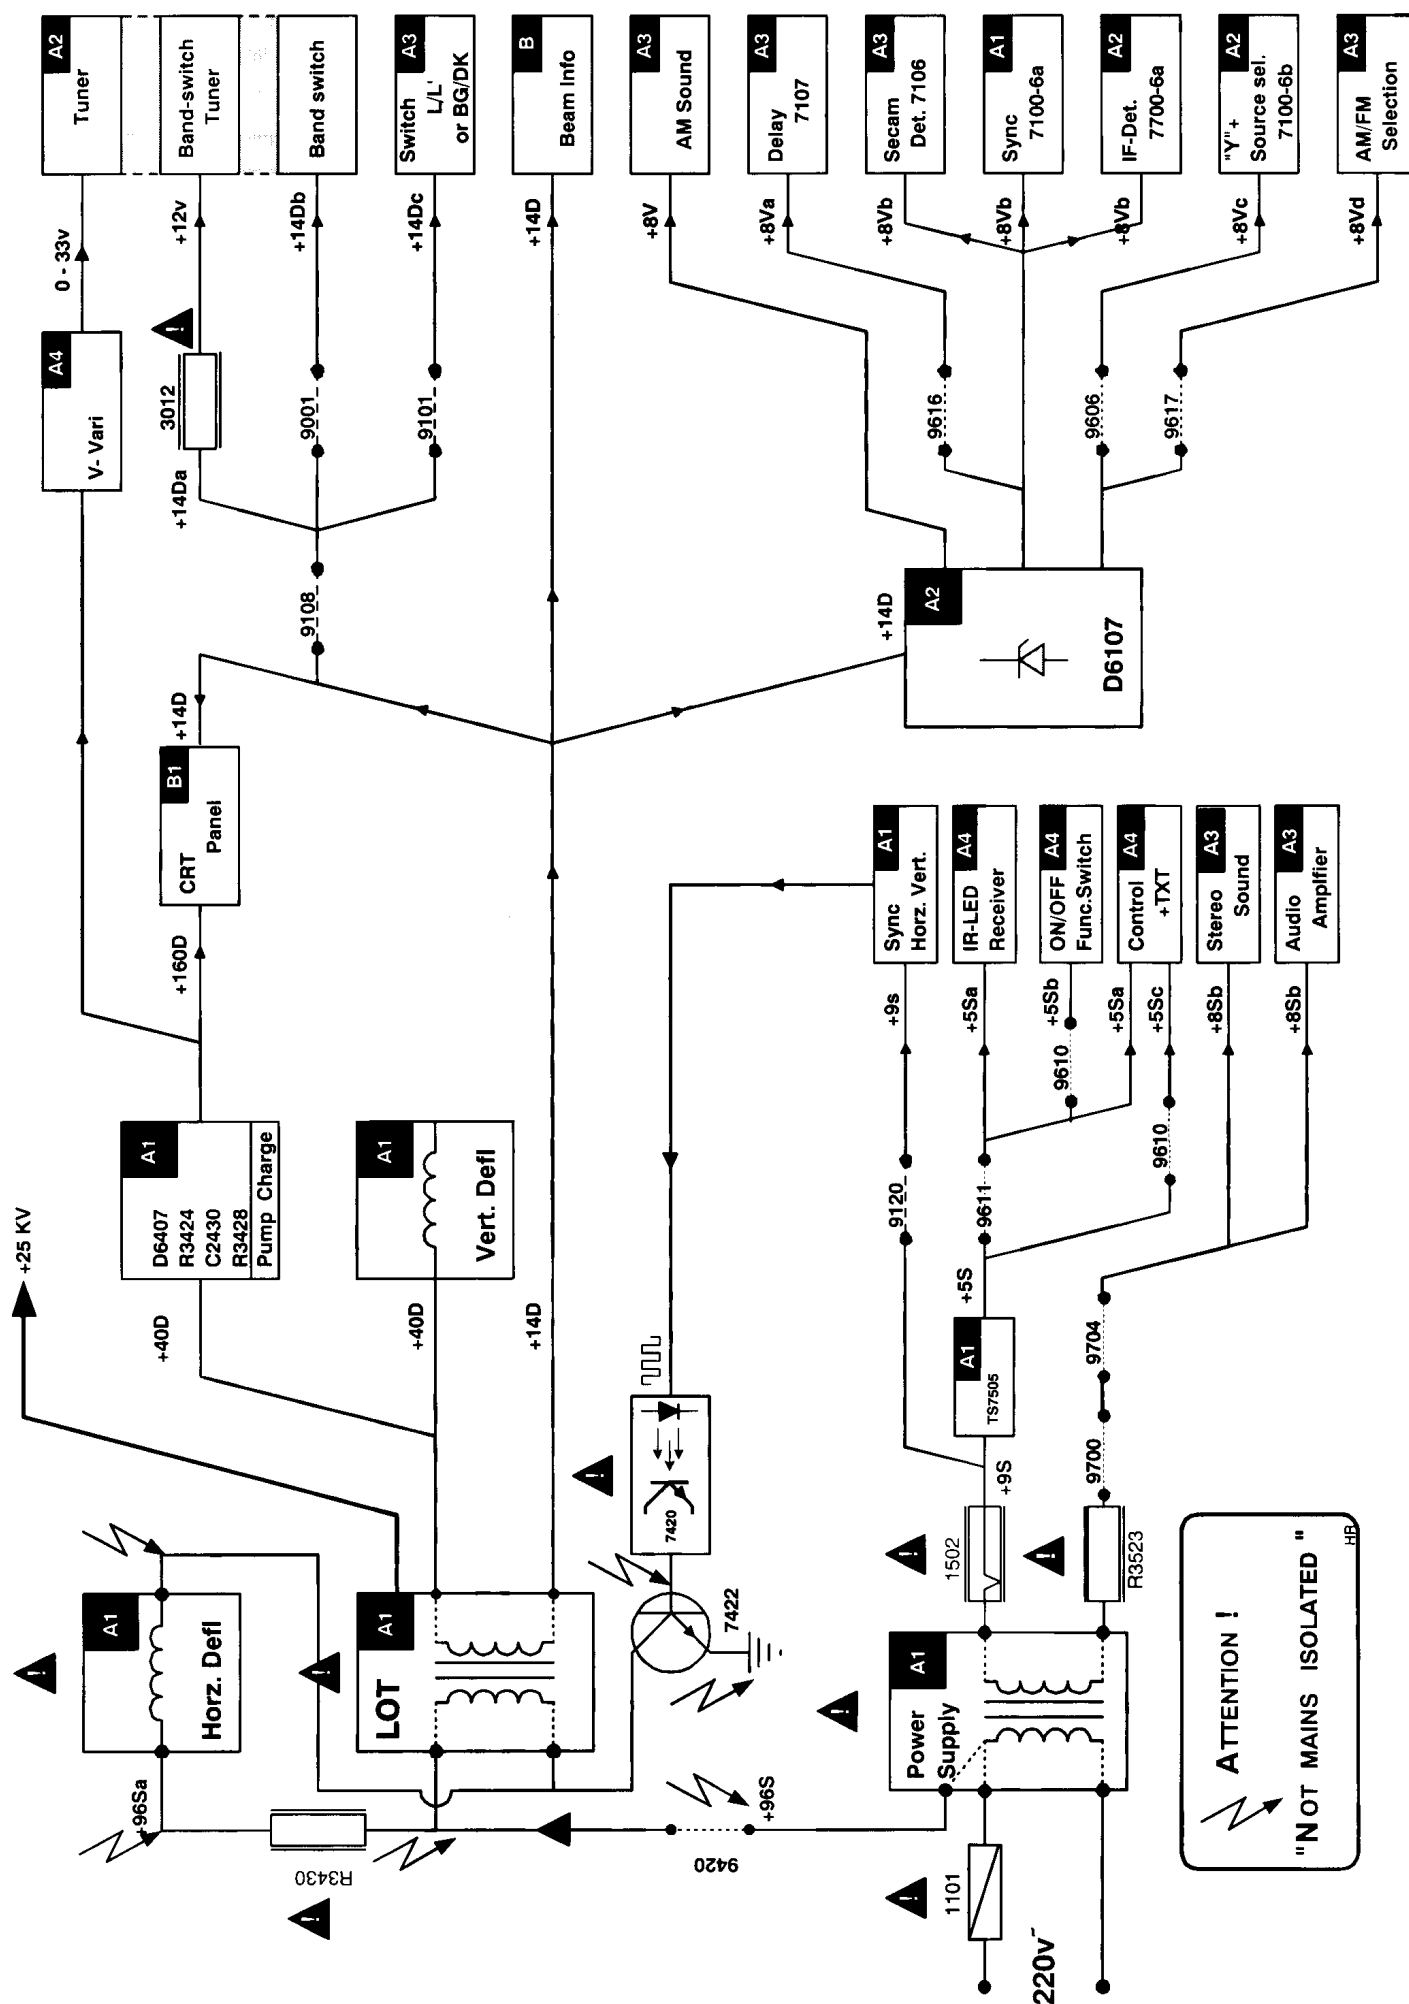 +25 KV
A1
Horz. Defl
+96Sa
R3430
A1
D6407
R3424
C2430
R3428
Pump Charge
+40D
+160D
B1
CRT
Panel
+14D
A4
V- Vari
0 - 33v
A2
Tuner
Band-switch
Tuner
+12v
3012
+14Da
Band switch
+14Db
9001
9108
A3
Switch
L/L'
or BG/DK
+14Dc
9101
A1
LOT
A1
Vert. Defl
+40D
+14D
B
Beam Info
+14D
A3
AM Sound
+8V
A3
Delay
7107
+8Va
9616
A3
Secam
Det. 7106
+8Vb
A1
Sync
7100-6a
+8Vb
A2
IF-Det.
7700-6a
+8Vb
A2
"Y" +
Source sel.
7100-6b
+8Vc
9606
A3
AM/FM
Selection
+8Vd
9617
+14D
A2
D6107
7420
7422
+96S
9420
A1
Power
Supply
1101
220v~
1502
R3523
+9S
A1
TS7505
+5S
9120
9611
9610
9610
9700
9704
A1
Sync
Horz. Vert.
+9s
A4
IR-LED
Receiver
+5Sa
A4
ON/OFF
Func.Switch
+5Sb
A4
Control
+TXT
+5Sa
+5Sc
A3
Stereo
Sound
+8Sb
A3
Audio
Amplfier
+8Sb
ATTENTION !
"NOT MAINS ISOLATED "
HR